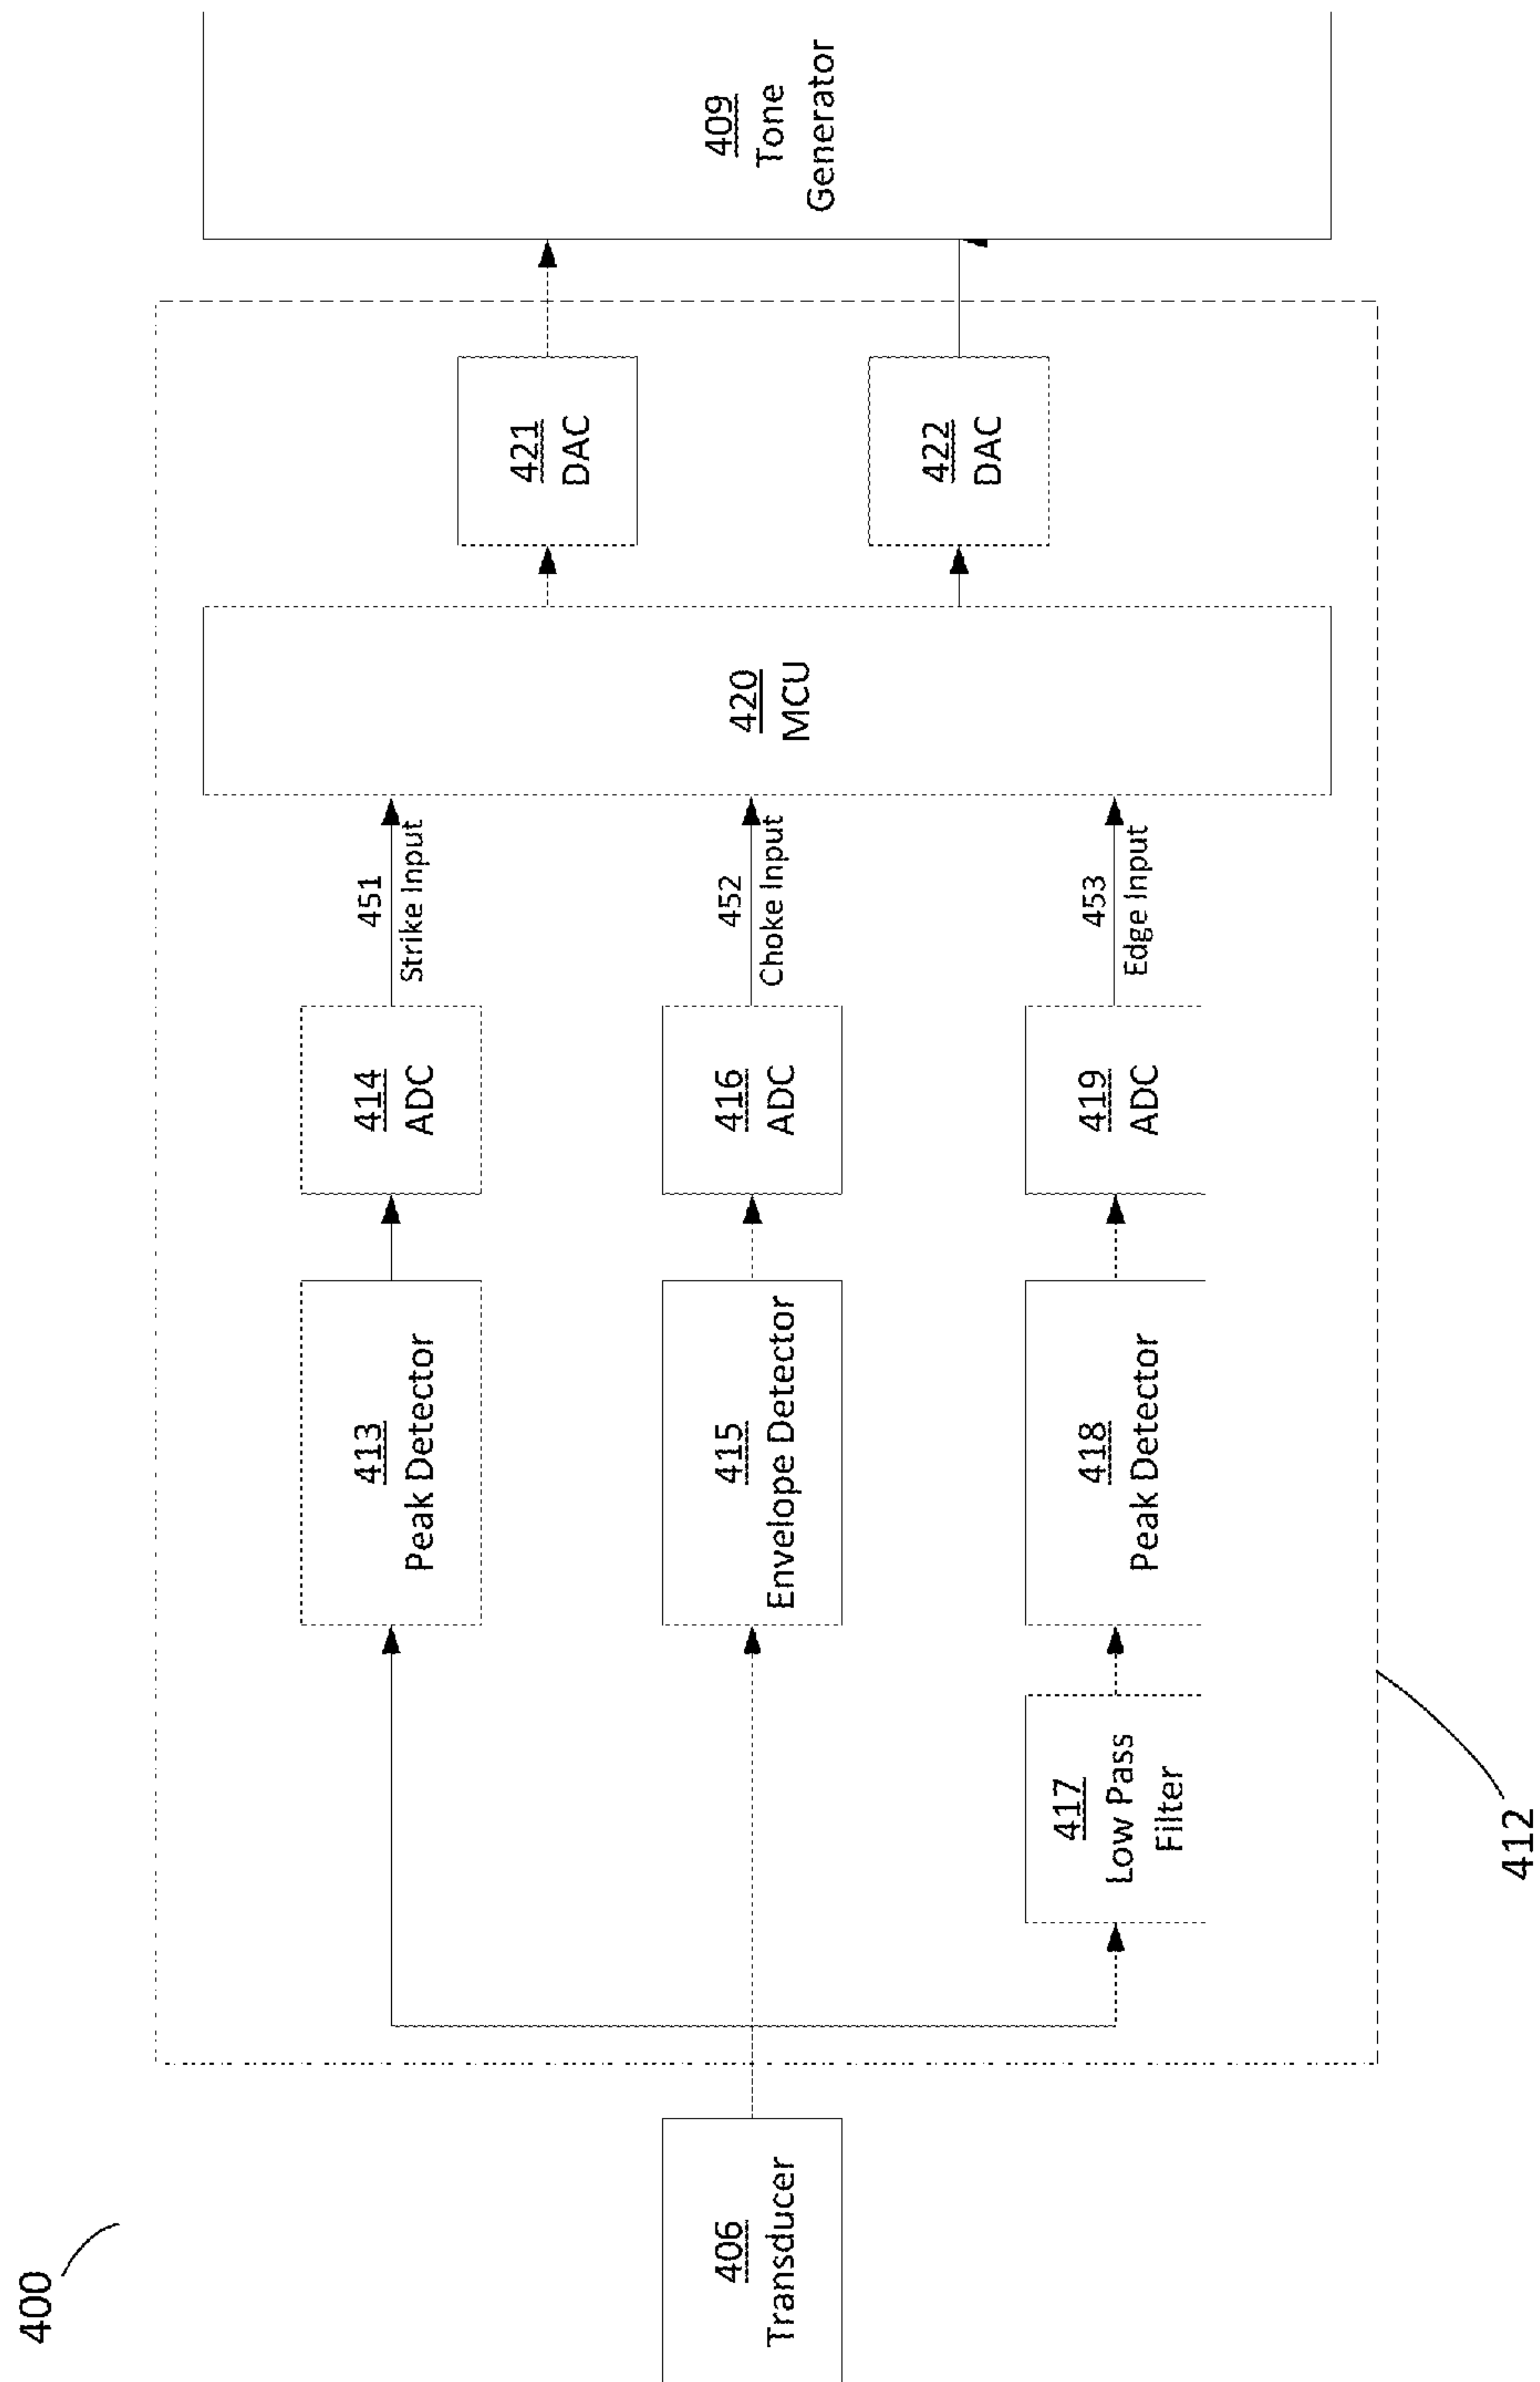 400
406
Transducer
413
Peak Detector
414
ADC
451
Strike Input
415
Envelope Detector
416
ADC
452
Choke Input
417
Low Pass
Filter
418
Peak Detector
419
ADC
453
Edge Input
420
MCU
421
DAC
422
DAC
409
Tone
Generator
412